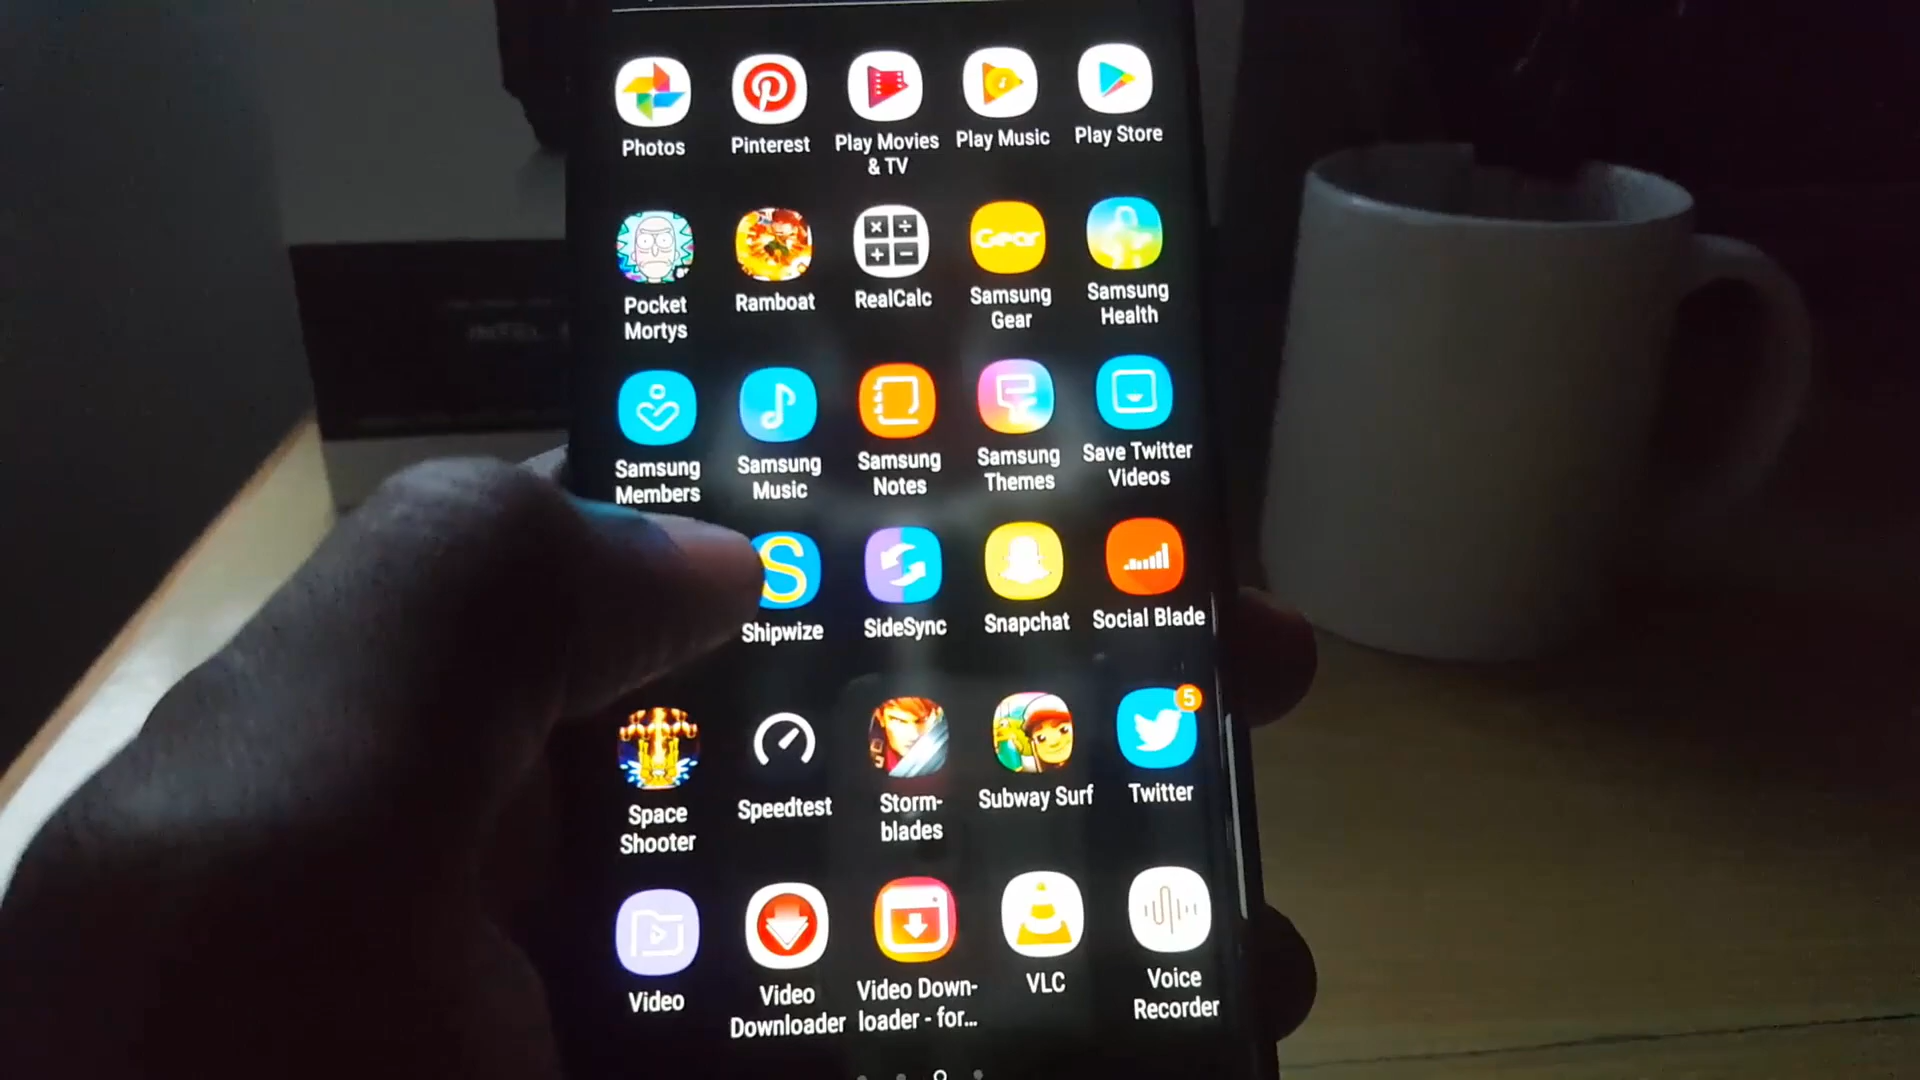 Photos
Pinterest
Play Movies
& TV
Play Music
Play Store
Pocket
Mortys
Ramboat
RealCalc
Gear
Samsung
Gear
Samsung
Health
Samsung
Members
Samsung
Music
Samsung
Notes
Samsung
Themes
Save Twitter
Videos
S
Shipwize
SideSync
Snapchat
Social Blade
Space
Shooter
Speedtest
Storm-
blades
Subway Surf
5
Twitter
Video
Video
Downloader
Video Down-
loader - for...
VLC
Voice
Recorder